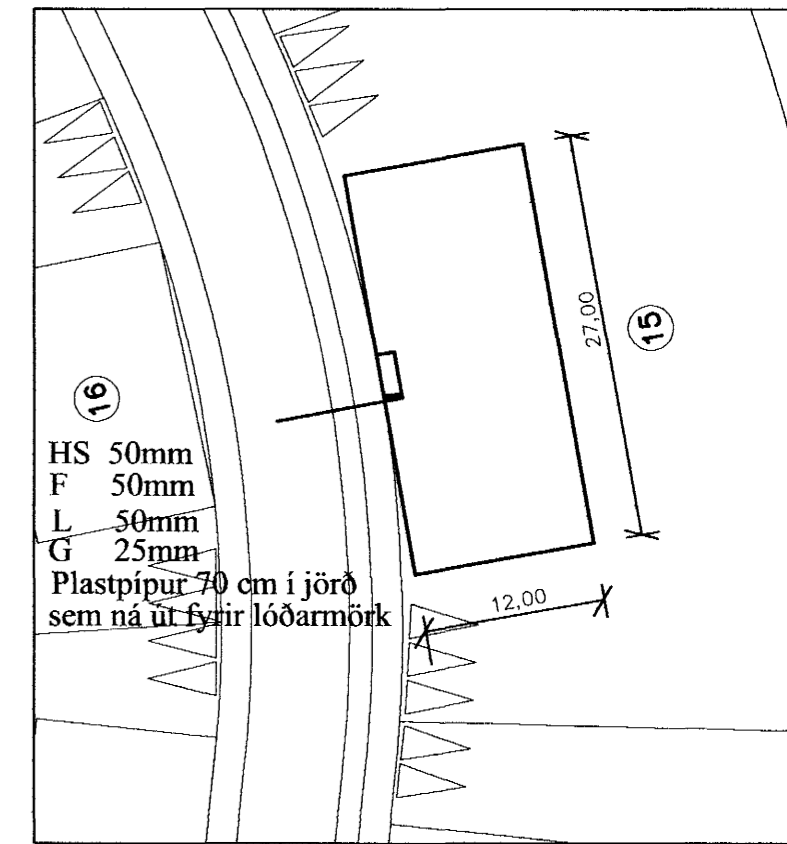 27,00
15
16
HS 50mm
F 50mm
L 50mm
G 25mm
Plastpípur 70 cm í jörð
sem ná út fyrir lóðarmörk
12,00